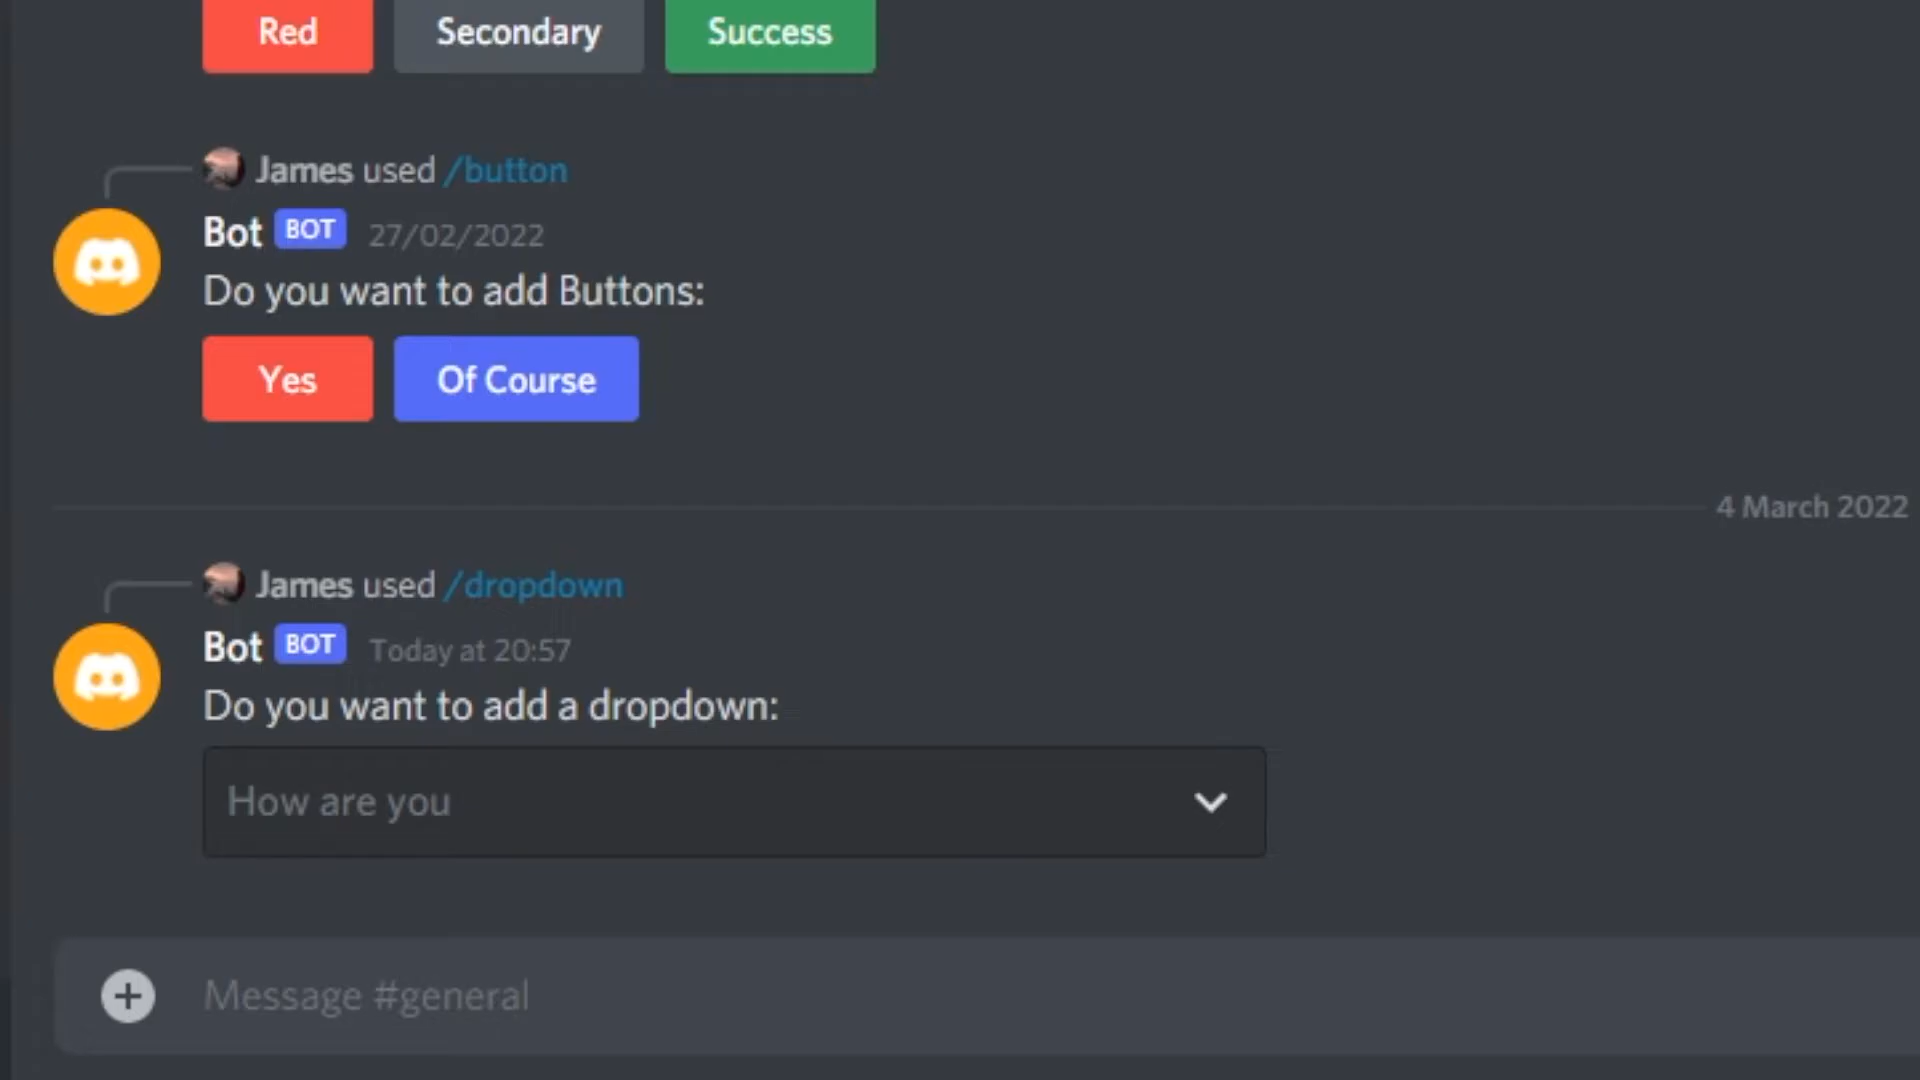 Red Secondary Success
James used /button
Bot BOT 27/02/2022
Do you want to add Buttons:
Yes Of Course
4 March 2022
James used /dropdown
Bot BOT Today at 20:57
Do you want to add a dropdown:
How are you
Message #general